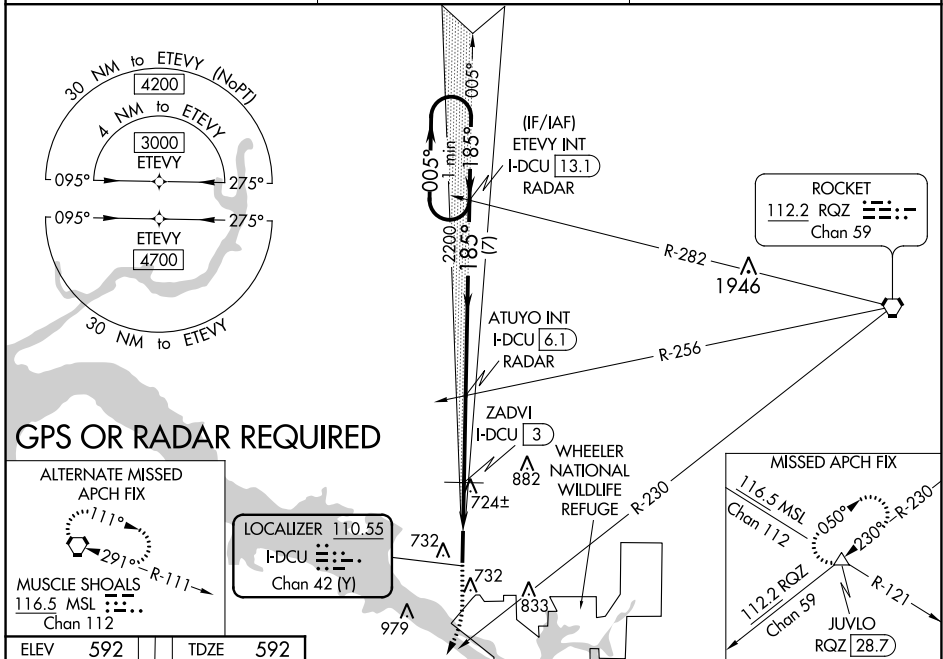 30 NM to ETEVY (NoPT)
4200
4 NM to ETEVY
3000
ETEVY
095°
275°
095°
275°
ETEVY
4700
30 NM to ETEVY
005°
005°
1 min
185°
2200
185°
(7)
(IF/IAF)
ETEVY INT
I-DCU 13.1
RADAR
ROCKET
112.2 RQZ
Chan 59
R-282
1946
ATUYO INT
I-DCU 6.1
RADAR
R-256
ZADVI
I-DCU 3
882
724±
WHEELER
NATIONAL
WILDLIFE
REFUGE
R-230
GPS OR RADAR REQUIRED
ALTERNATE MISSED
APCH FIX
111°
291°
R-111
MUSCLE SHOALS
116.5 MSL
Chan 112
LOCALIZER 110.55
I-DCU
Chan 42 (Y)
732
732
833
979
MISSED APCH FIX
116.5 MSL
Chan 112
050°
230°
R-230
112.2 RQZ
Chan 59
R-121
JUVLO
RQZ 28.7
ELEV 592
TDZE 592